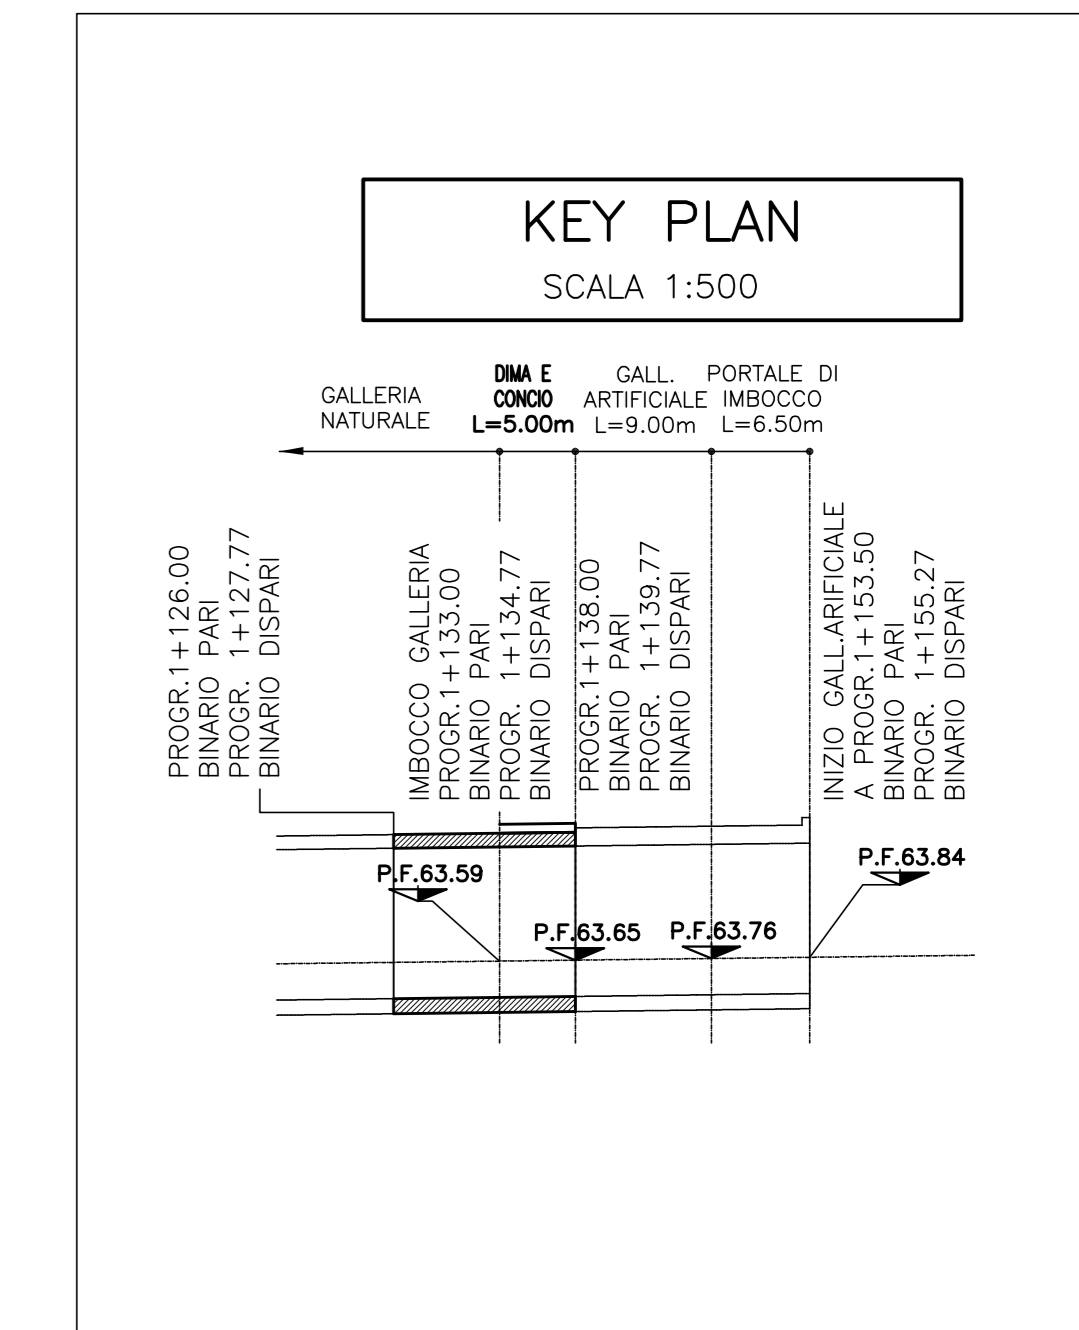 KEY PLAN
SCALA 1:500
GALLERIA
NATURALE
DIMA E
CONCIO
L=5.00m
GALL.
ARTIFICIALE
L=9.00m
PORTALE DI
IMBOCCO
L=6.50m
PROGR.1+126.00
BINARIO PARI
PROGR. 1+127.77
BINARIO DISPARI
IMBOCCO GALLERIA
PROGR.1+133.00
BINARIO PARI
PROGR. 1+134.77
BINARIO DISPARI
PROGR.1+138.00
BINARIO PARI
PROGR. 1+139.77
BINARIO DISPARI
INIZIO GALL.ARIFICIALE
A PROGR.1+153.50
BINARIO PARI
PROGR. 1+155.27
BINARIO DISPARI
P.F.63.59
P.F.63.65
P.F.63.76
P.F.63.84